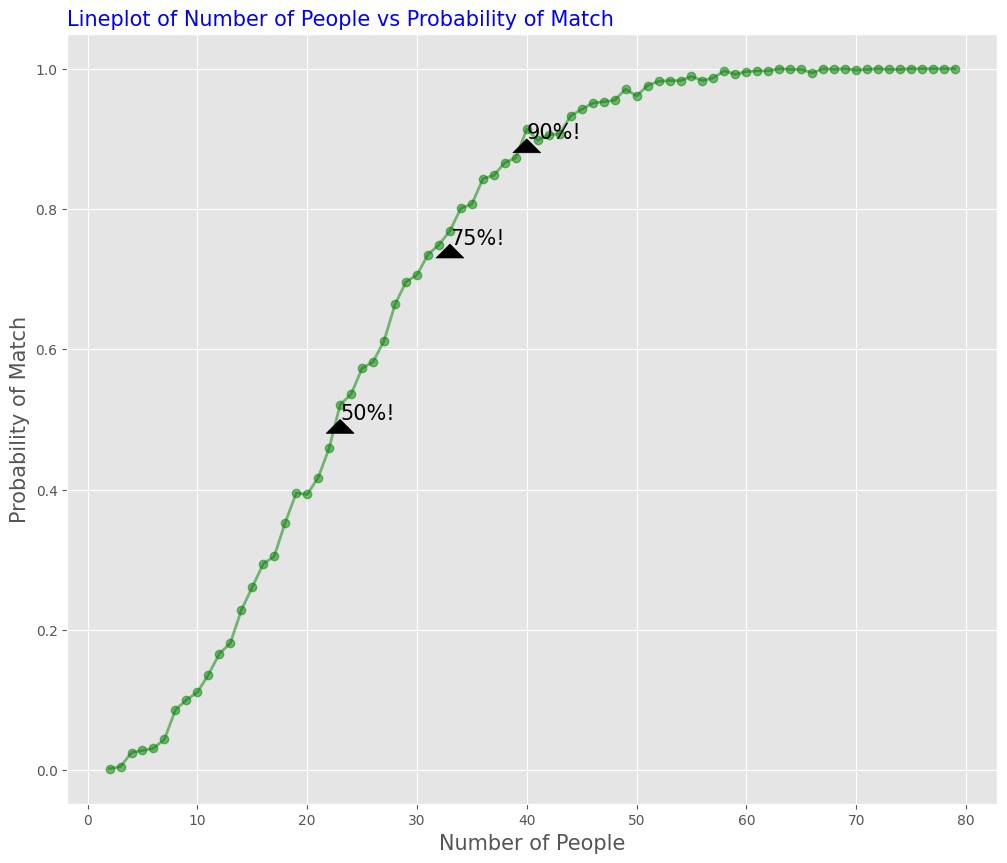 Lineplot of Number of People vs Probability of Match
1.0
90%!
0.8
75%!
0.6
50%!
0.4
0.2
0.0
Probability of Match
0 10 20 30 40 50 60 70 80
Number of People